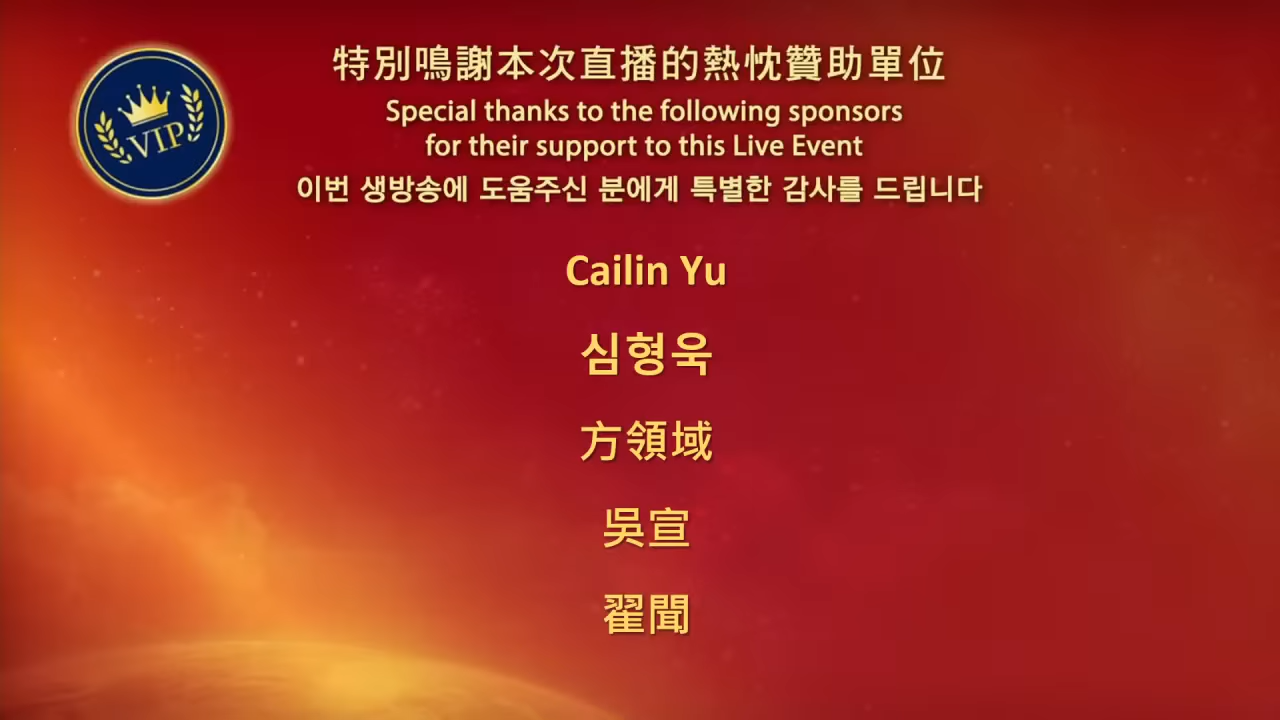 VIP
特別鳴謝本次直播的熱忱贊助單位
Special thanks to the following sponsors
for their support to this Live Event
이번 생방송에 도움주신 분에게 특별한 감사를 드립니다
Cailin Yu
심형욱
方領域
吳宣
翟聞